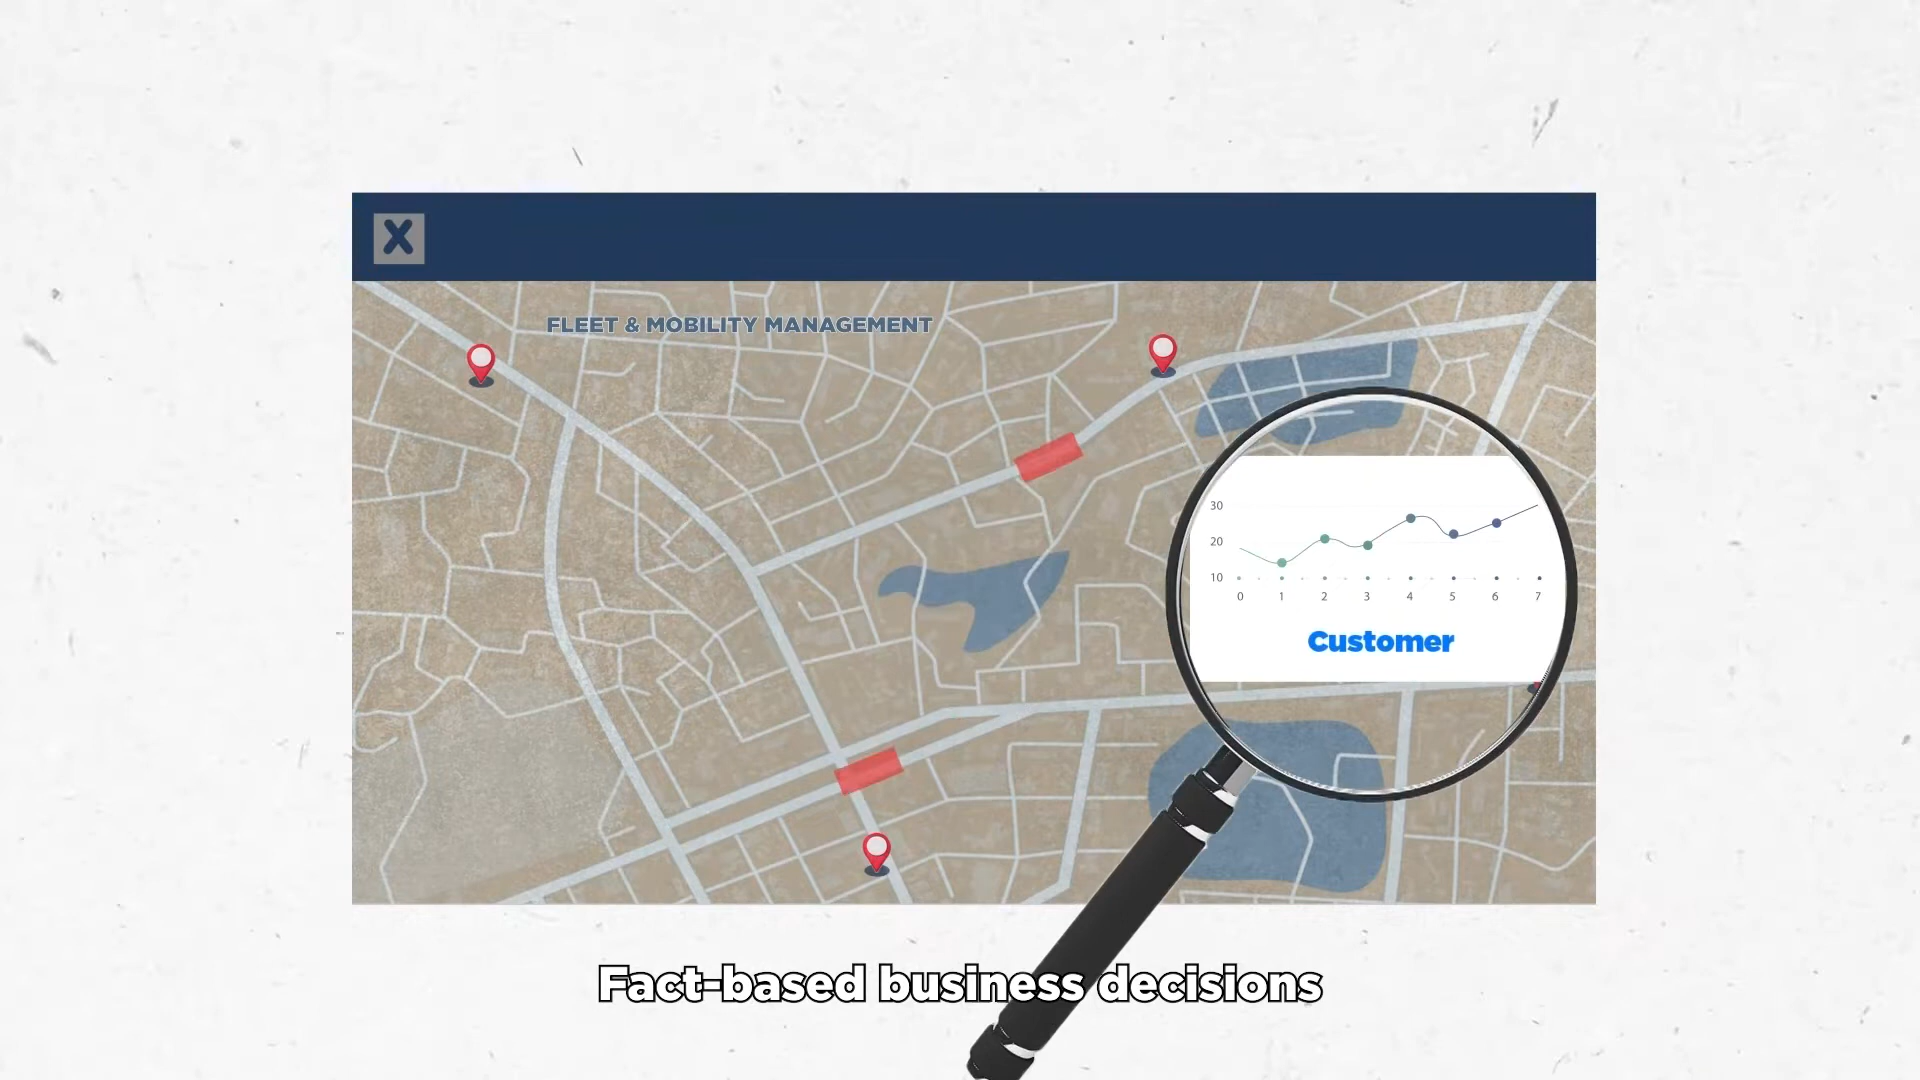 X
FLEET & MOBILITY MANAGEMENT
30
20
10
0 1 2 3 4 5 6 7
Customer
Fact-based business decisions